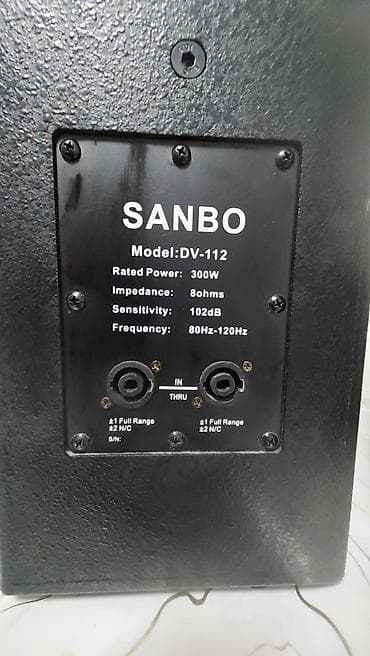 SANBO
Model:DV-112
Rated Power: 300W
Impedance: 8ohms
Sensitivity: 102dB
Frequency: 80Hz-120Hz
IN
THRU
±1 Full Range
±2 N/C
S/N:
±1 Full Range
±2 N/C